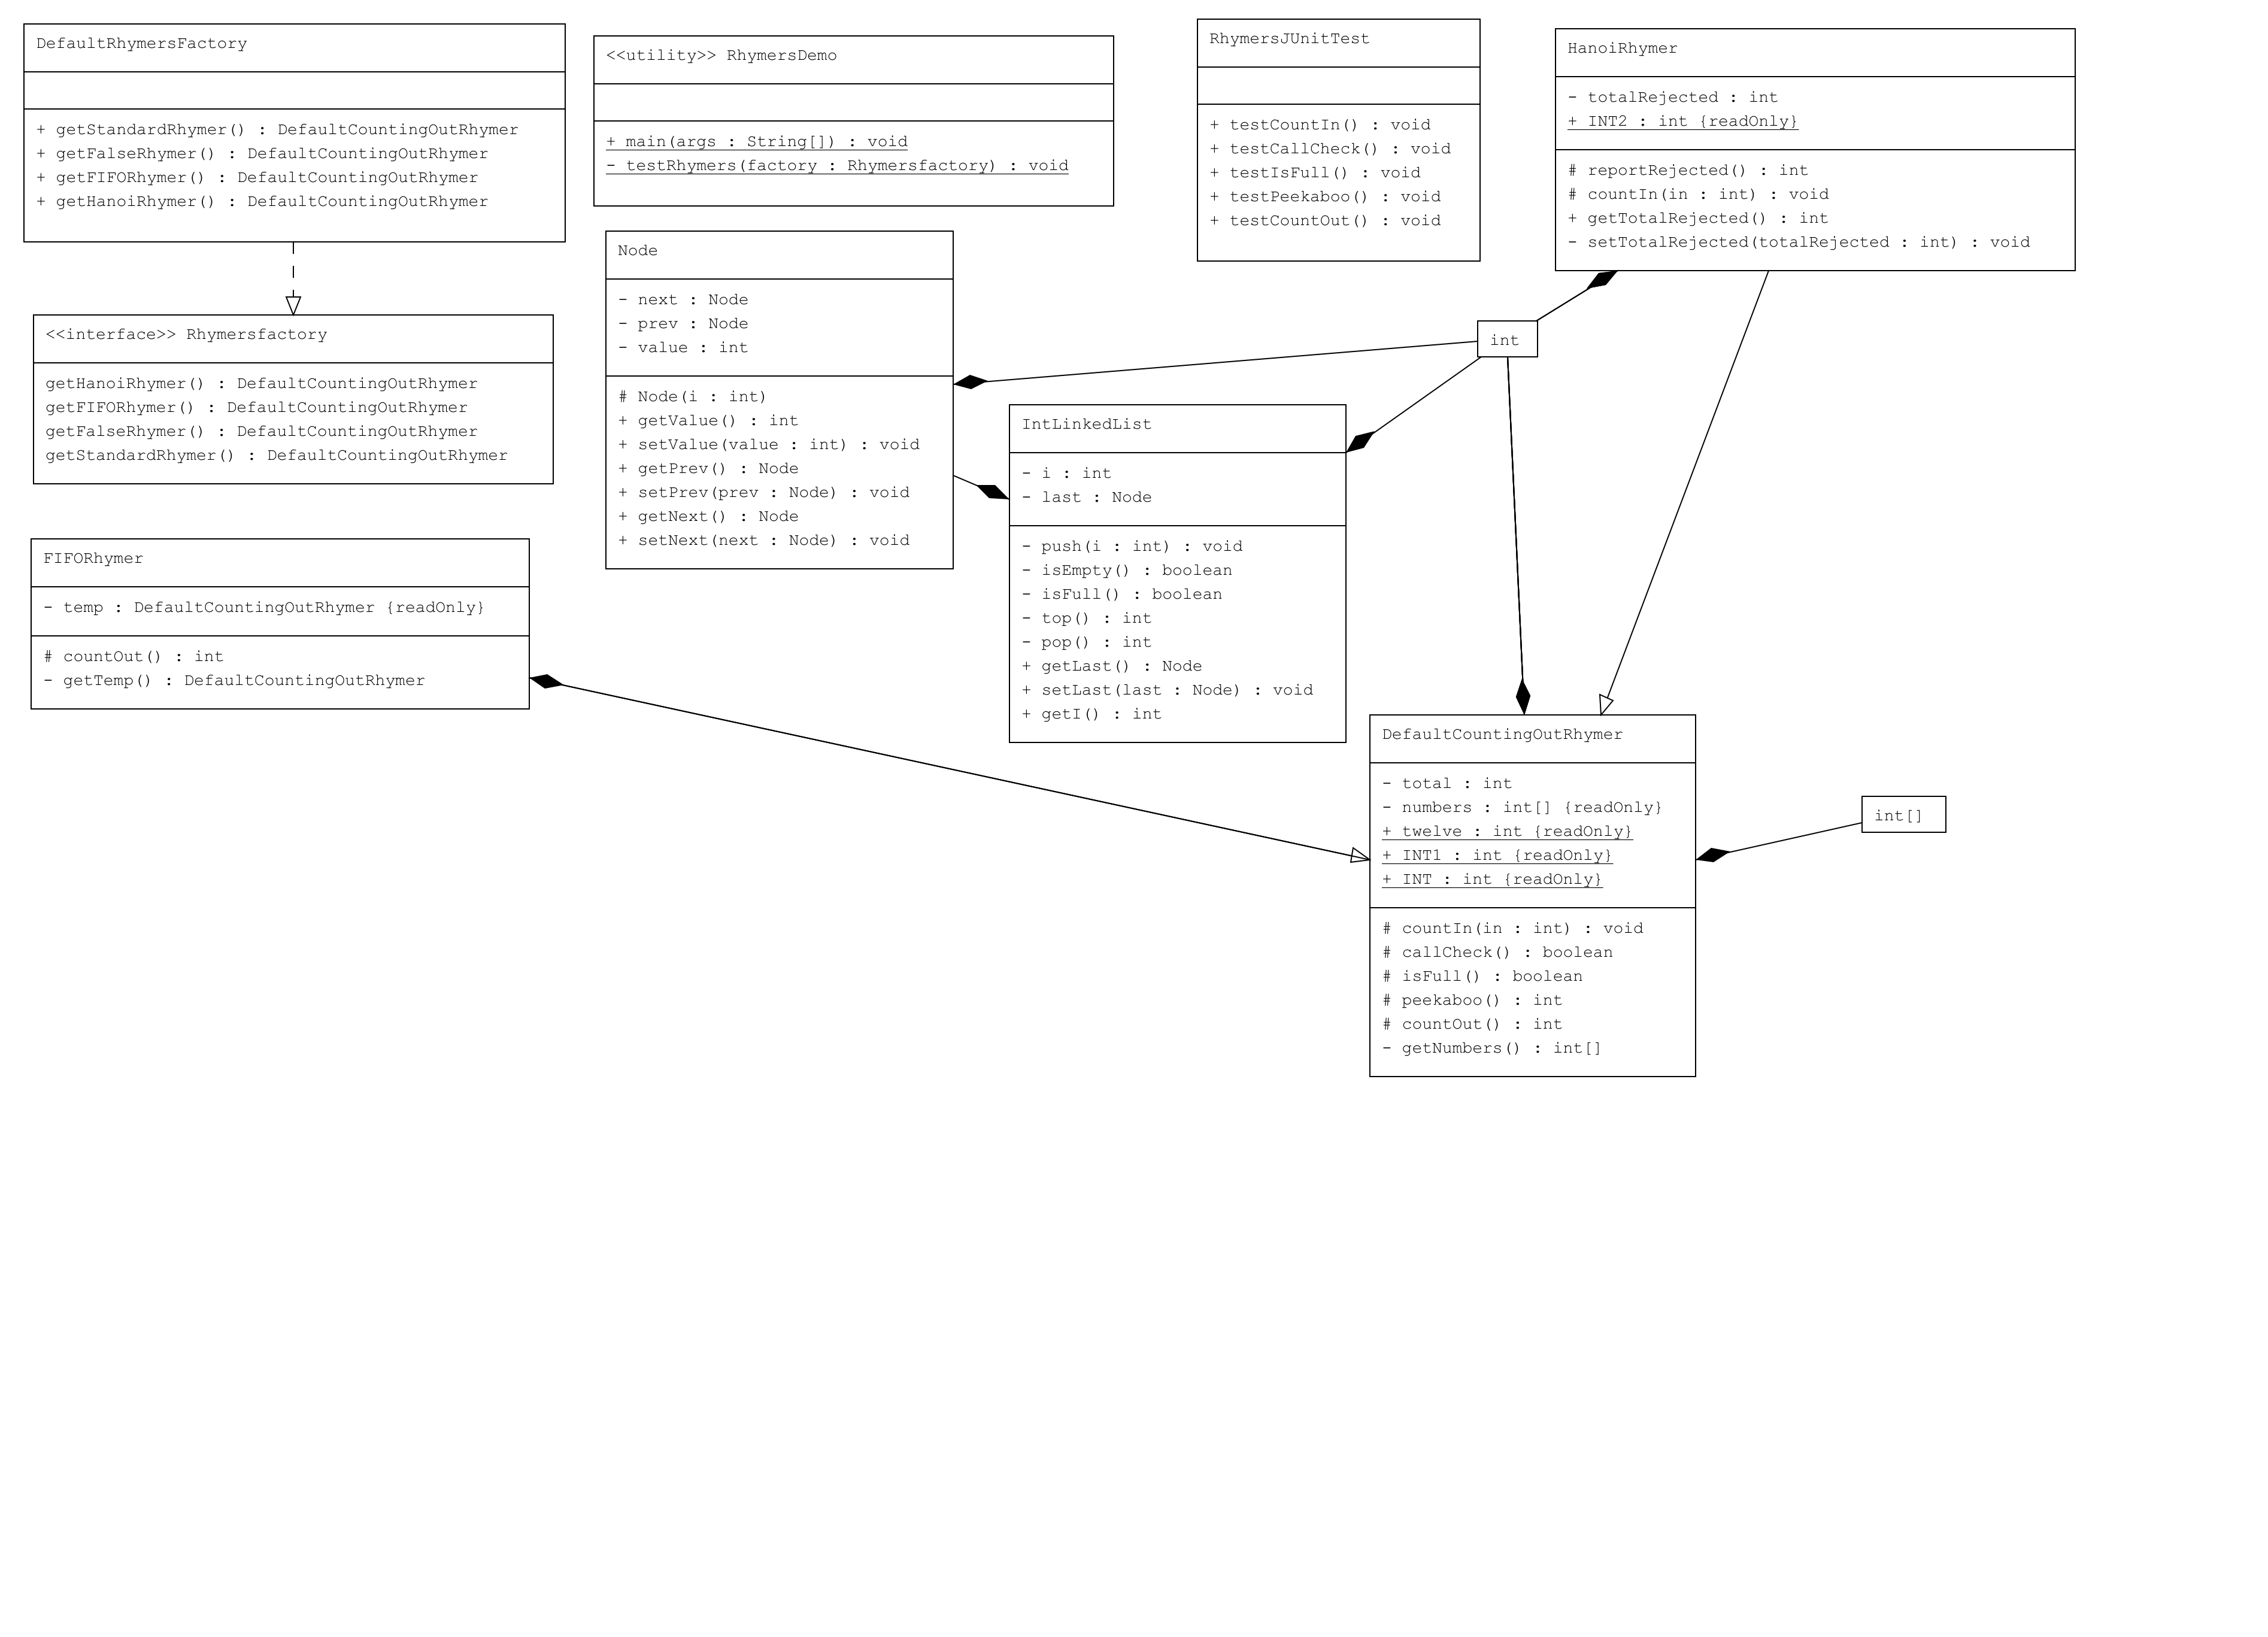 DefaultRhymersFactory
+ getStandardRhymer() : DefaultCountingOutRhymer
+ getFalseRhymer() : DefaultCountingOutRhymer
+ getFIFORhymer() : DefaultCountingOutRhymer
+ getHanoiRhymer() : DefaultCountingOutRhymer
<<utility>> RhymersDemo
+ main(args : String[]) : void
- testRhymers(factory : Rhymersfactory) : void
RhymersJUnitTest
+ testCountIn() : void
+ testCallCheck() : void
+ testIsFull() : void
+ testPeekaboo() : void
+ testCountOut() : void
HanoiRhymer
- totalRejected : int
+ INT2 : int {readOnly}
# reportRejected() : int
# countIn(in : int) : void
+ getTotalRejected() : int
- setTotalRejected(totalRejected : int) : void
<<interface>> Rhymersfactory
getHanoiRhymer() : DefaultCountingOutRhymer
getFIFORhymer() : DefaultCountingOutRhymer
getFalseRhymer() : DefaultCountingOutRhymer
getStandardRhymer() : DefaultCountingOutRhymer
Node
- next : Node
- prev : Node
- value : int
# Node(i : int)
+ getValue() : int
+ setValue(value : int) : void
+ getPrev() : Node
+ setPrev(prev : Node) : void
+ getNext() : Node
+ setNext(next : Node) : void
int
IntLinkedList
- i : int
- last : Node
- push(i : int) : void
- isEmpty() : boolean
- isFull() : boolean
- top() : int
- pop() : int
+ getLast() : Node
+ setLast(last : Node) : void
+ getI() : int
FIFORhymer
- temp : DefaultCountingOutRhymer {readOnly}
# countOut() : int
- getTemp() : DefaultCountingOutRhymer
DefaultCountingOutRhymer
- total : int
- numbers : int[] {readOnly}
+ twelve : int {readOnly}
+ INT1 : int {readOnly}
+ INT : int {readOnly}
# countIn(in : int) : void
# callCheck() : boolean
# isFull() : boolean
# peekaboo() : int
# countOut() : int
- getNumbers() : int[]
int[]